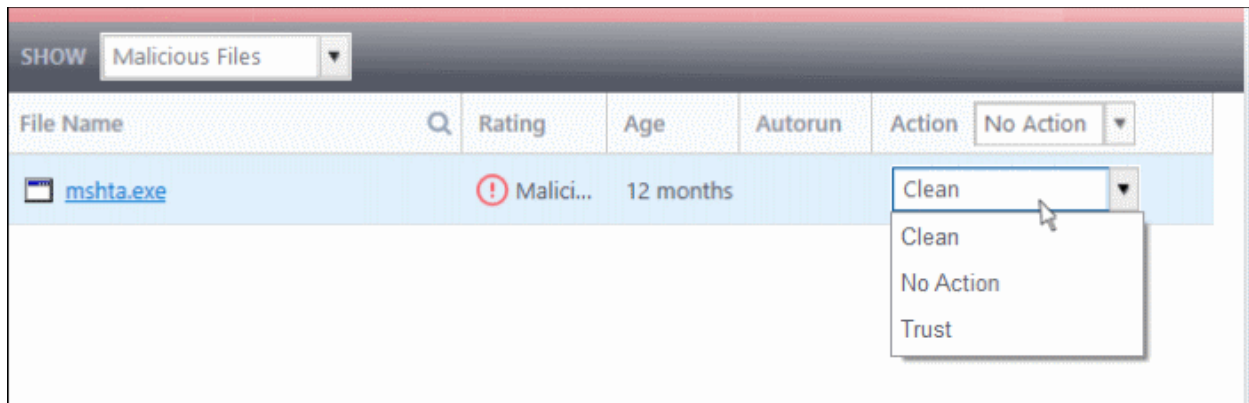 SHOW Malicious Files
File Name Rating Age Autorun Action No Action
mshta.exe Malici... 12 months Clean
Clean
No Action
Trust